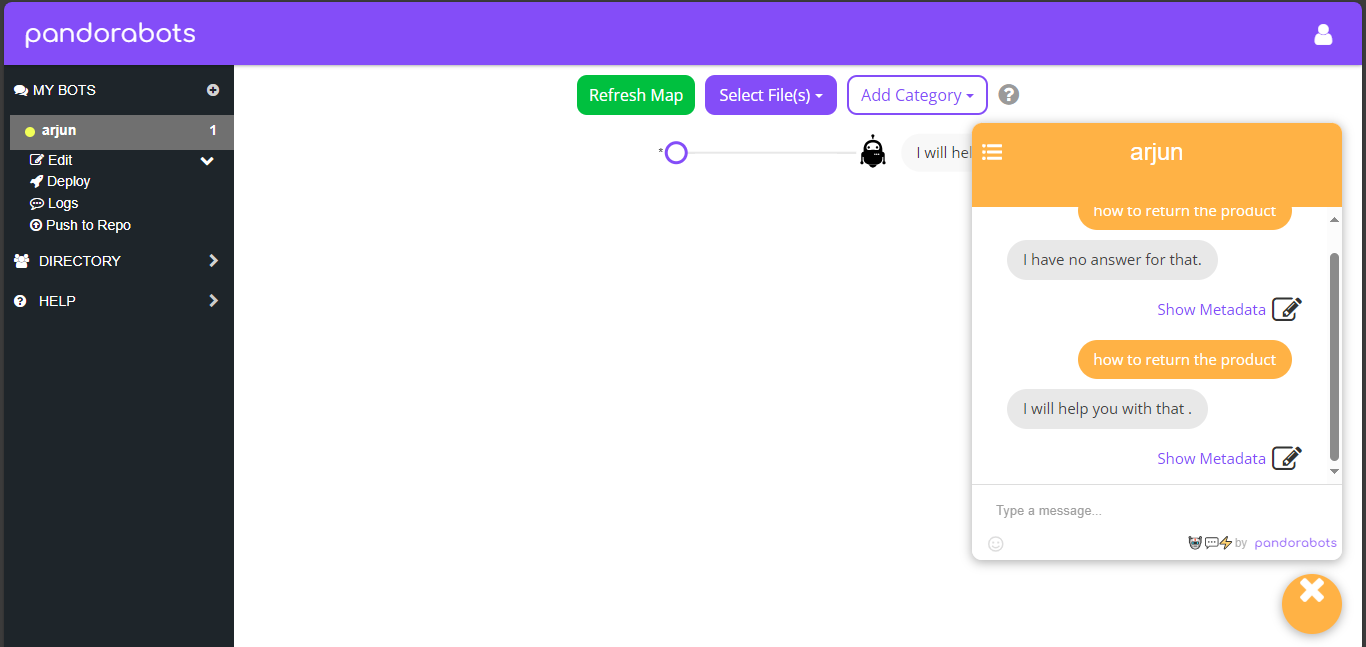 pandorabots
MY BOTS
arjun 1
Edit
Deploy
Logs
Push to Repo
DIRECTORY
HELP
Refresh Map
Select File(s)
Add Category
?
*
I will hel
arjun
how to return the product
I have no answer for that.
Show Metadata
how to return the product
I will help you with that .
Show Metadata
Type a message...
by pandorabots